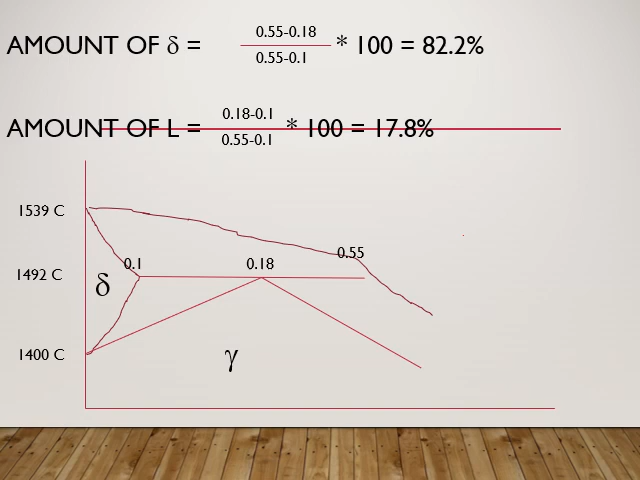 0.55-0.18
AMOUNT OF δ = * 100 = 82.2%
0.55-0.1
0.18-0.1
AMOUNT OF L = * 100 = 17.8%
0.55-0.1
1539 C
0.55
0.1 0.18
1492 C
δ
1400 C
γ